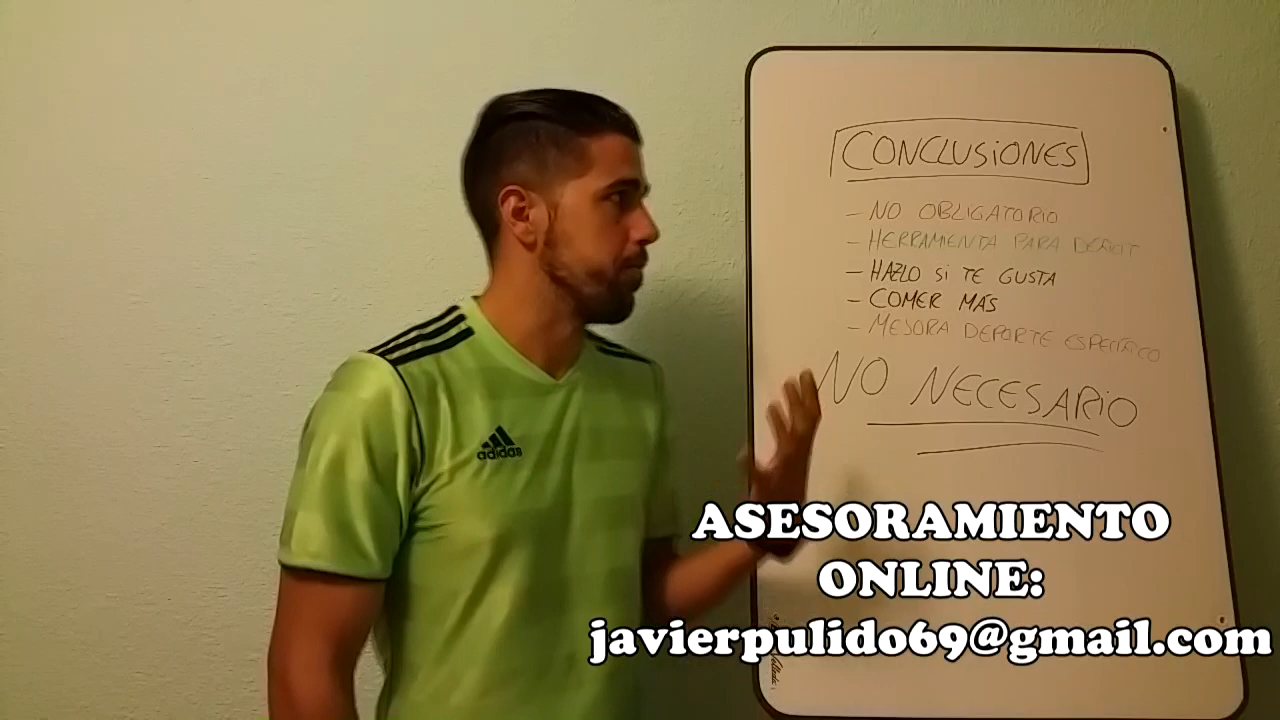 CONCLUSiONES
- NO OBLIGATORIO
- HERRAMIENTA PARA DÉFICIT
- HAZLO Si TE GUSTA
- COMER MÁS
- MEJORA DEPORTE ESPECÍFICO
NO NECESARiO
adidas
ASESORAMIENTO
ONLINE:
javierpulido69@gmail.com